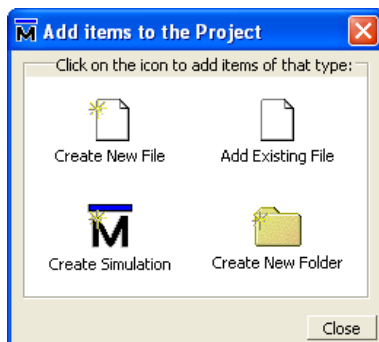 Add items to the Project
Click on the icon to add items of that type:
Create New File
Add Existing File
Create Simulation
Create New Folder
Close